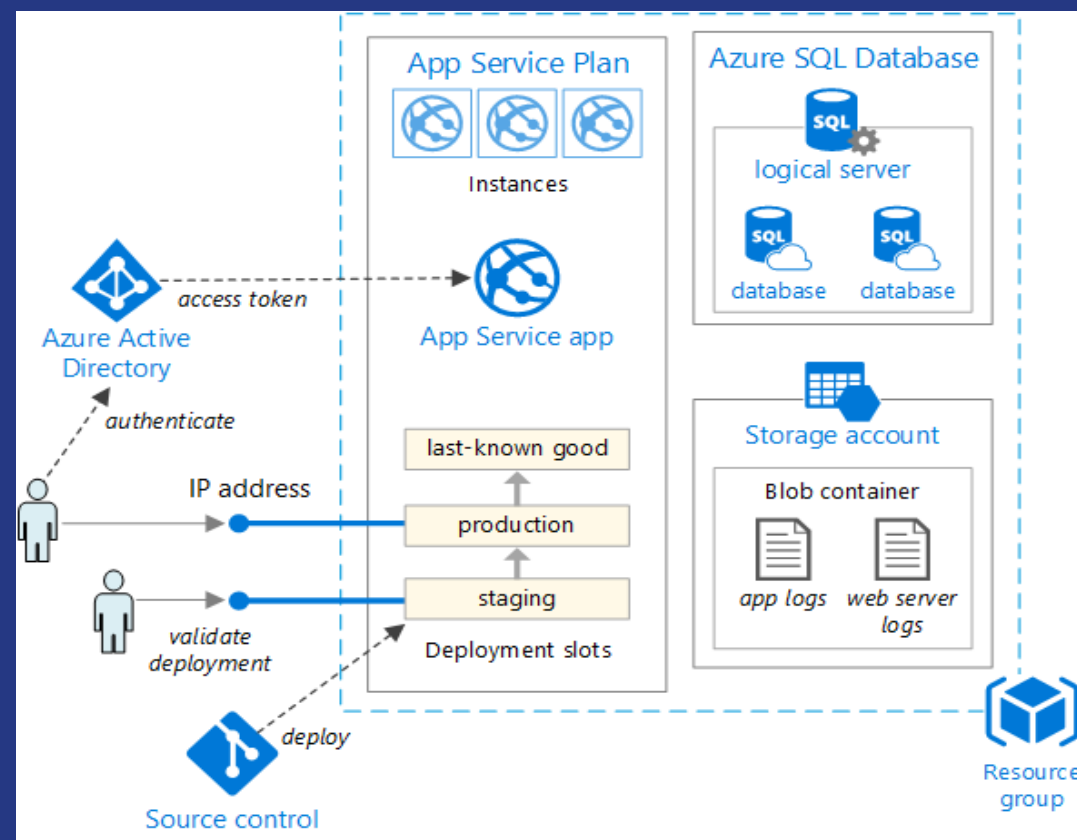 App Service Plan
Instances
App Service app
last-known good
production
staging
Deployment slots
Azure SQL Database
SQL
logical server
SQL
SQL
database
database
Storage account
Blob container
app logs
web server
logs
access token
Azure Active
Directory
authenticate
IP address
validate
deployment
deploy
Source control
Resource
group